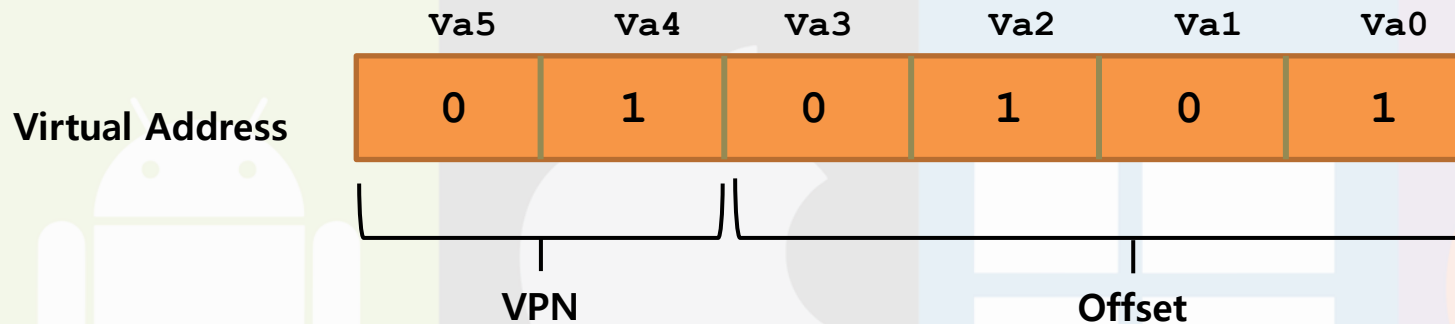 Va5 Va4 Va3 Va2 Va1 Va0
Virtual Address 0 1 0 1 0 1
VPN Offset